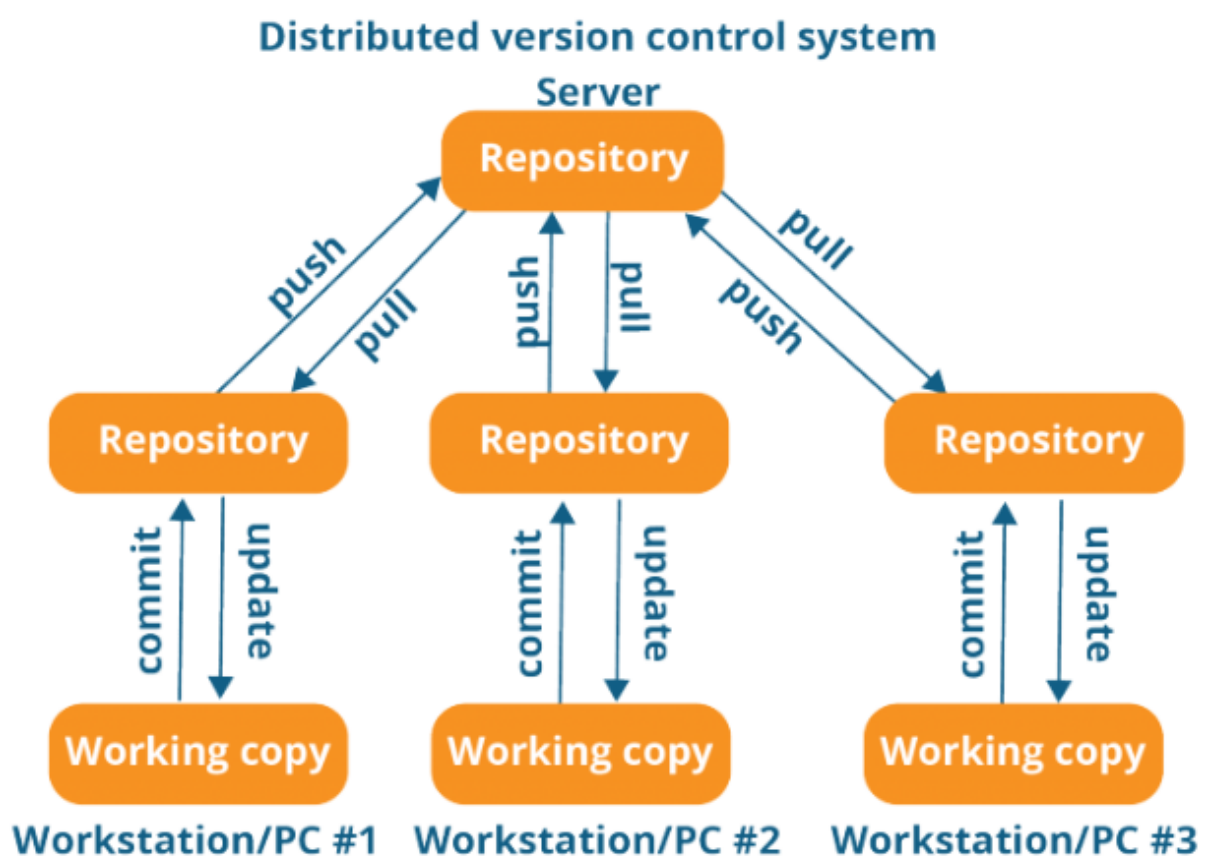 Distributed version control system
Server
Repository
push
pull
push
pull
pull
push
Repository
Repository
Repository
commit
update
commit
update
commit
update
Working copy
Working copy
Working copy
Workstation/PC #1
Workstation/PC #2
Workstation/PC #3